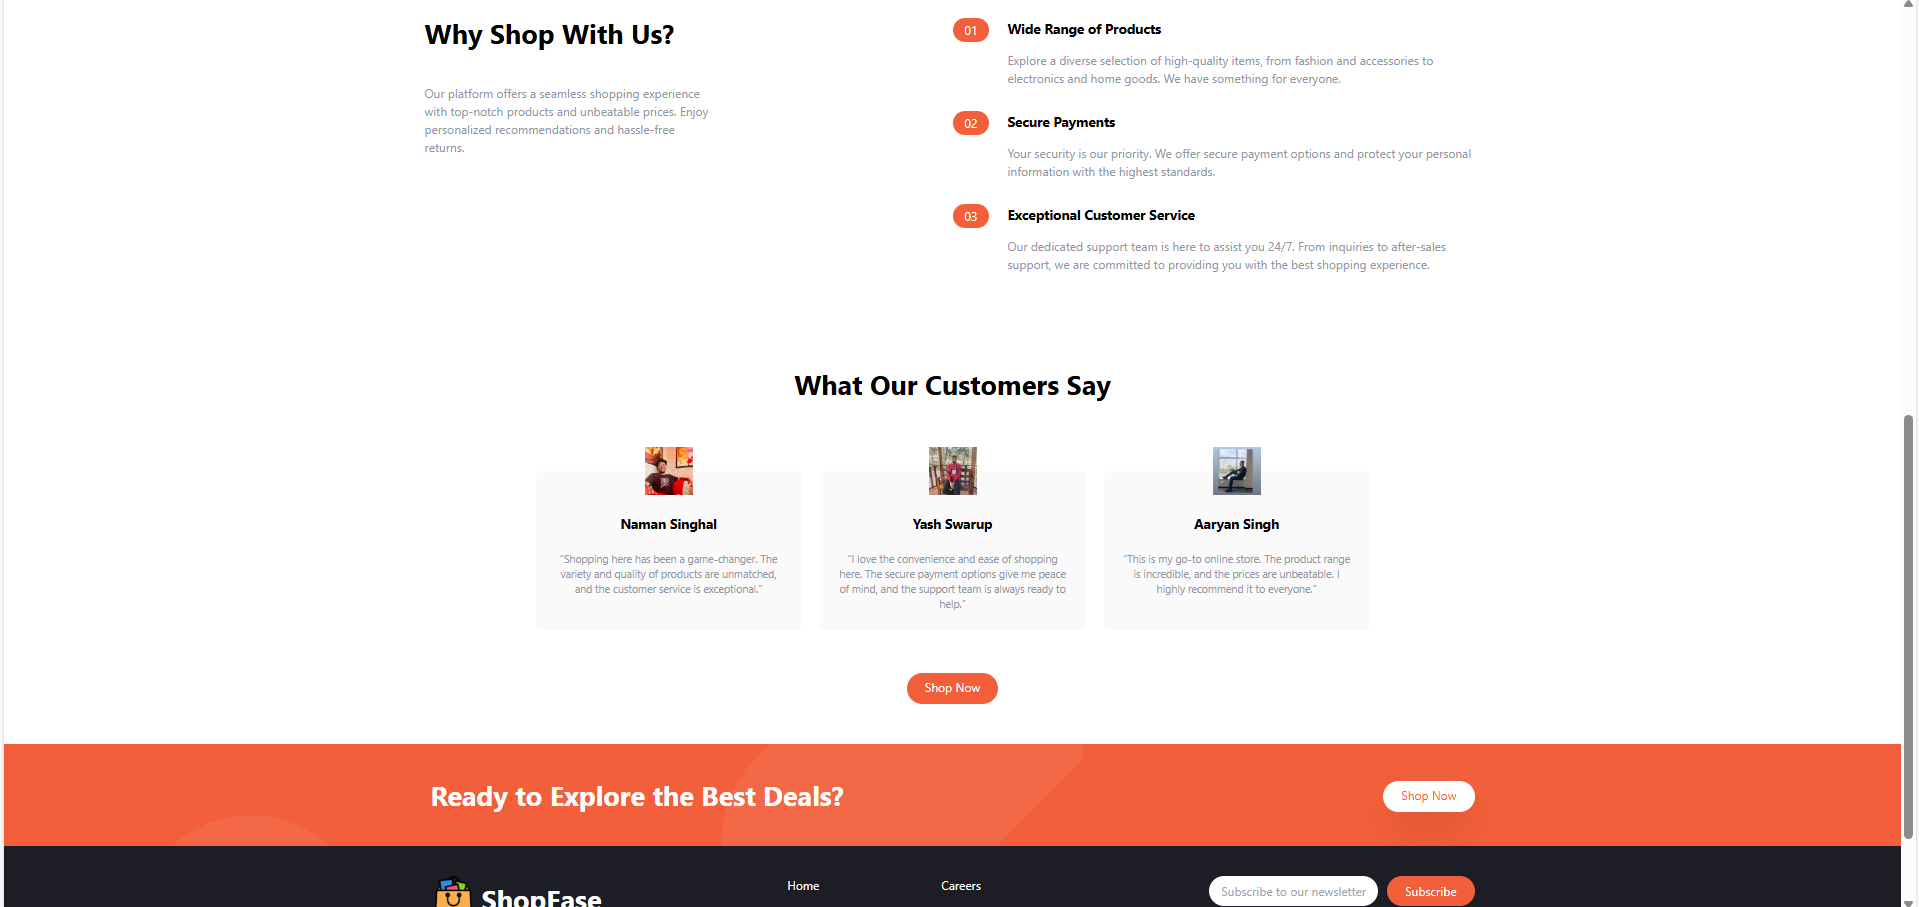 Why Shop With Us?
Our platform offers a seamless shopping experience
with top-notch products and unbeatable prices. Enjoy
personalized recommendations and hassle-free
returns.
01
Wide Range of Products
Explore a diverse selection of high-quality items, from fashion and accessories to
electronics and home goods. We have something for everyone.
02
Secure Payments
Your security is our priority. We offer secure payment options and protect your personal
information with the highest standards.
03
Exceptional Customer Service
Our dedicated support team is here to assist you 24/7. From inquiries to after-sales
support, we are committed to providing you with the best shopping experience.
What Our Customers Say
Naman Singhal
"Shopping here has been a game-changer. The
variety and quality of products are unmatched,
and the customer service is exceptional."
Yash Swarup
"I love the convenience and ease of shopping
here. The secure payment options give me peace
of mind, and the support team is always ready to
help."
Aaryan Singh
"This is my go-to online store. The product range
is incredible, and the prices are unbeatable. I
highly recommend it to everyone."
Shop Now
Ready to Explore the Best Deals?
Shop Now
ShopEase
Home
Careers
Subscribe to our newsletter
Subscribe